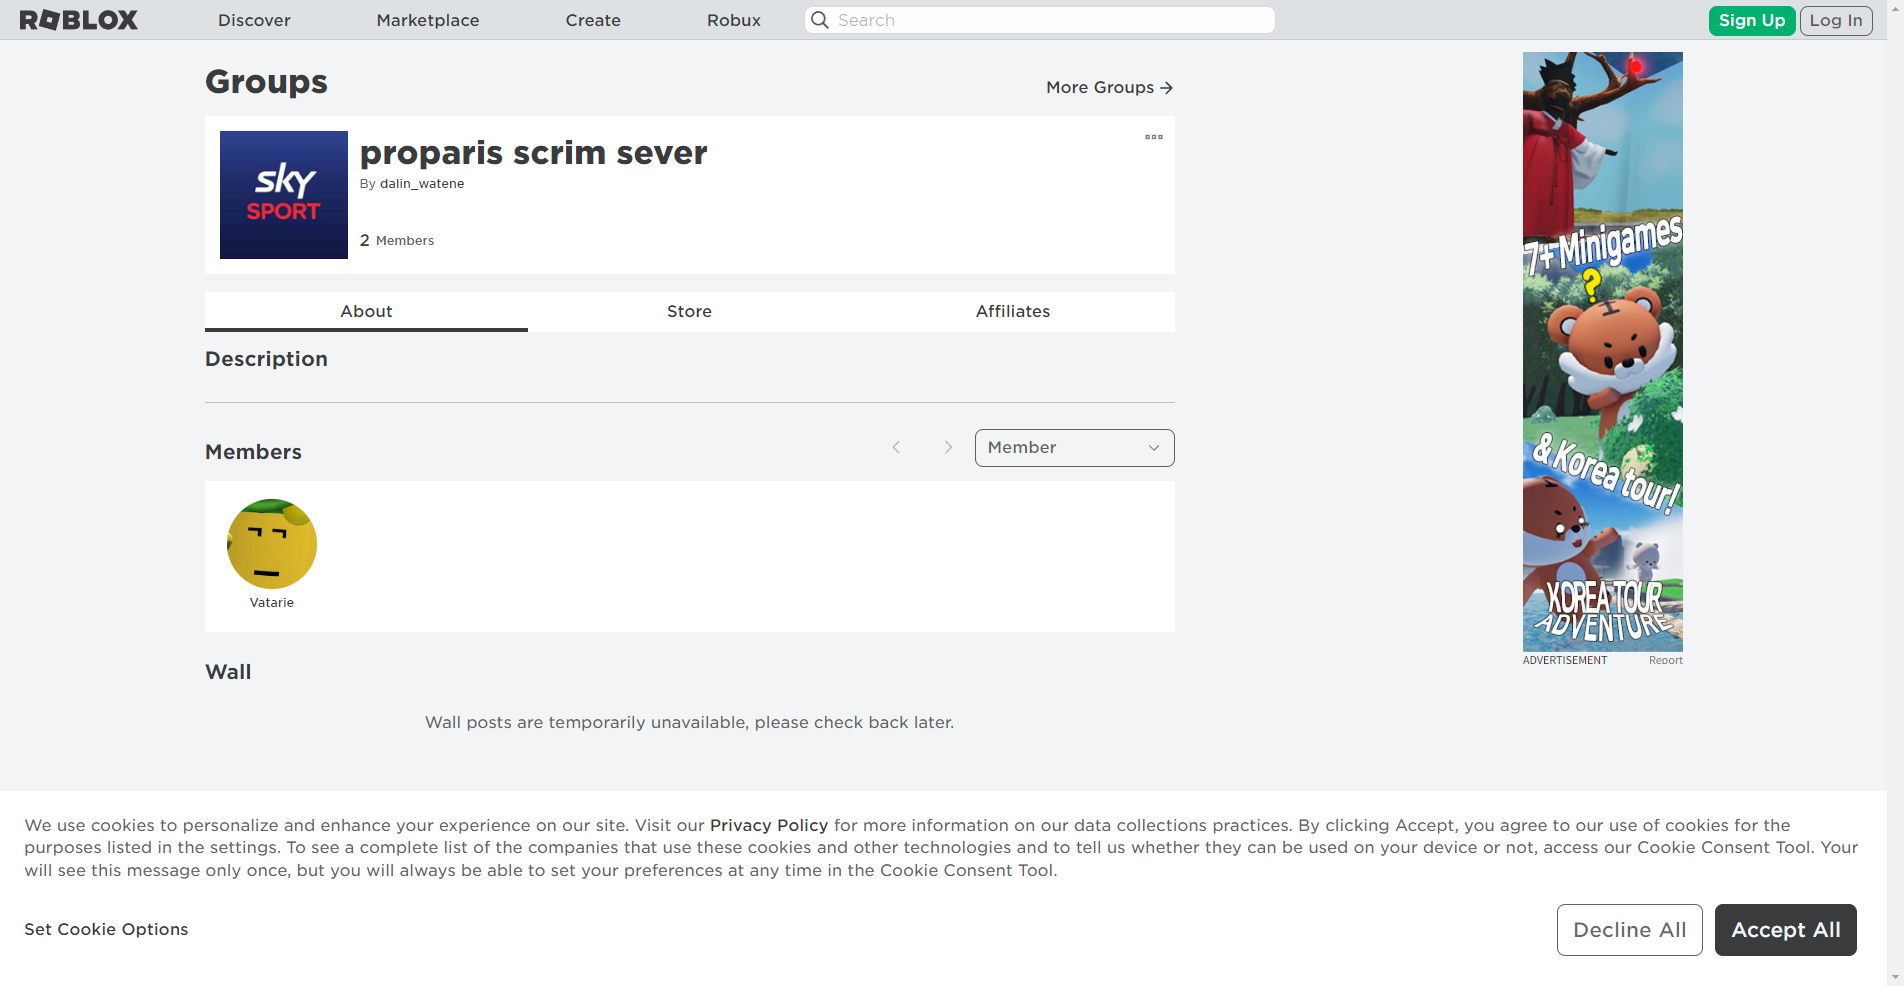 ROBLOX
Discover
Marketplace
Create
Robux
Search
Sign Up
Log In
Groups
More Groups →
sky
SPORT
proparis scrim sever
By dalin_watene
2 Members
About
Store
Affiliates
Description
Members
Member
Vatarie
Wall
Wall posts are temporarily unavailable, please check back later.
7+ Minigames
?
& Korea tour!
KOREA TOUR
ADVENTURE
ADVERTISEMENT
Report
We use cookies to personalize and enhance your experience on our site. Visit our Privacy Policy for more information on our data collections practices. By clicking Accept, you agree to our use of cookies for the
purposes listed in the settings. To see a complete list of the companies that use these cookies and other technologies and to tell us whether they can be used on your device or not, access our Cookie Consent Tool. Your
will see this message only once, but you will always be able to set your preferences at any time in the Cookie Consent Tool.
Set Cookie Options
Decline All
Accept All